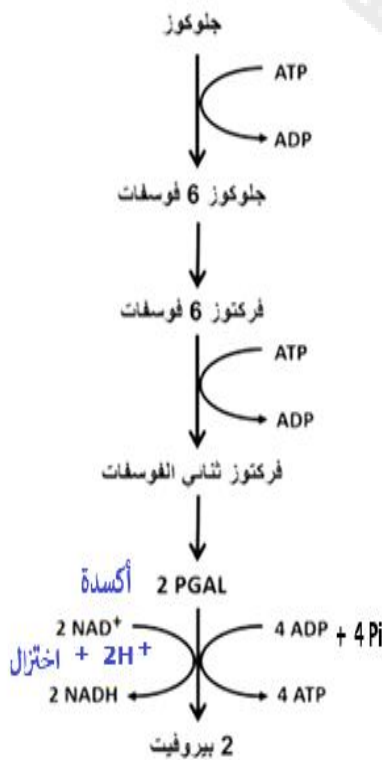 جلوكوز
ATP
ADP
جلوكوز 6 فوسفات
فركتوز 6 فوسفات
ATP
ADP
فركتوز ثنائي الفوسفات
أكسدة 2 PGAL
2 NAD+ 4 ADP + 4 Pi
اختزال + 2H+
2 NADH 4 ATP
2 بيروفيت